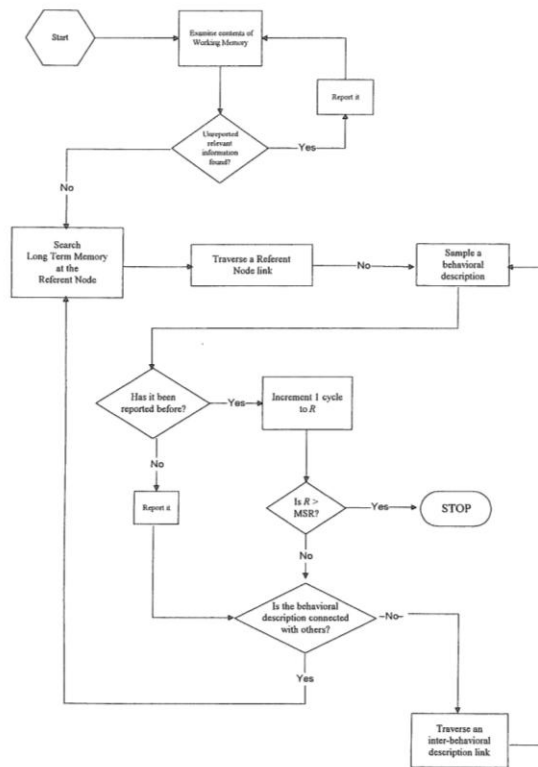 Start
Examine contents of
Working Memory
Report it
Unreported
relevant
information
found?
Yes
No
Search
Long Term Memory
at the
Referent Node
Traverse a Referent
Node link
No
Sample a
behavioral
description
Has it been
reported before?
Yes
Increment 1 cycle
to R
No
Report it
Is R >
MSR?
Yes
STOP
No
Is the behavioral
description connected
with others?
No
Yes
Traverse an
inter-behavioral
description link